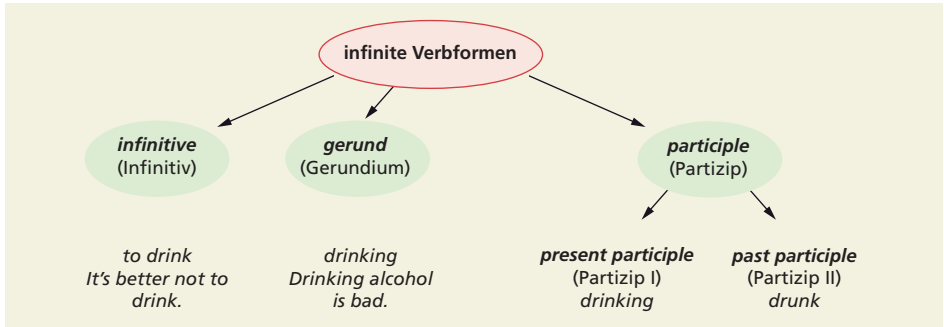 infinite Verbformen
infinitive
(Infinitiv)
gerund
(Gerundium)
participle
(Partizip)
to drink
It's better not to
drink.
drinking
Drinking alcohol
is bad.
present participle
(Partizip I)
drinking
past participle
(Partizip II)
drunk